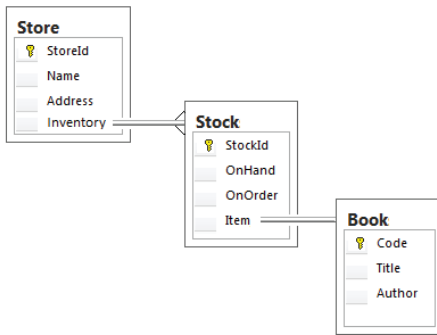 Store
StoreId
Name
Address
Inventory
Stock
StockId
OnHand
OnOrder
Item
Book
Code
Title
Author